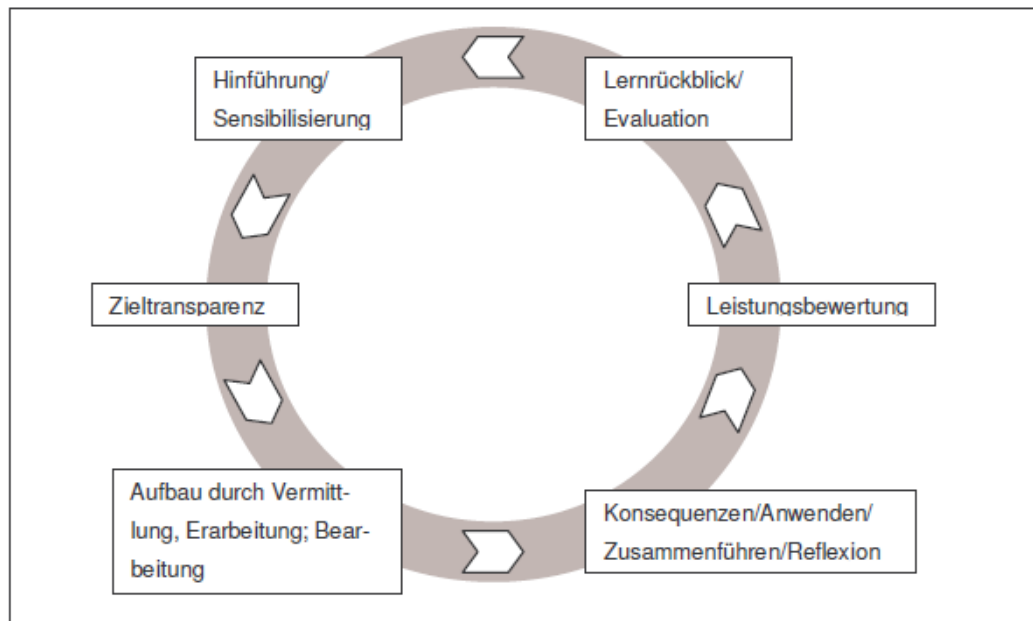 Hinführung/
Sensibilisierung
Lernrückblick/
Evaluation
Zieltransparenz
Leistungsbewertung
Aufbau durch Vermitt-
lung, Erarbeitung; Bear-
beitung
Konsequenzen/Anwenden/
Zusammenführen/Reflexion